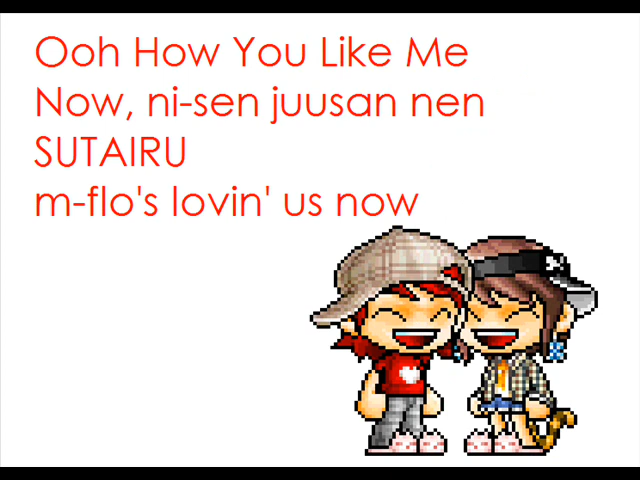 Ooh How You Like Me
Now, ni-sen juusan nen
SUTAIRU
m-flo's lovin' us now